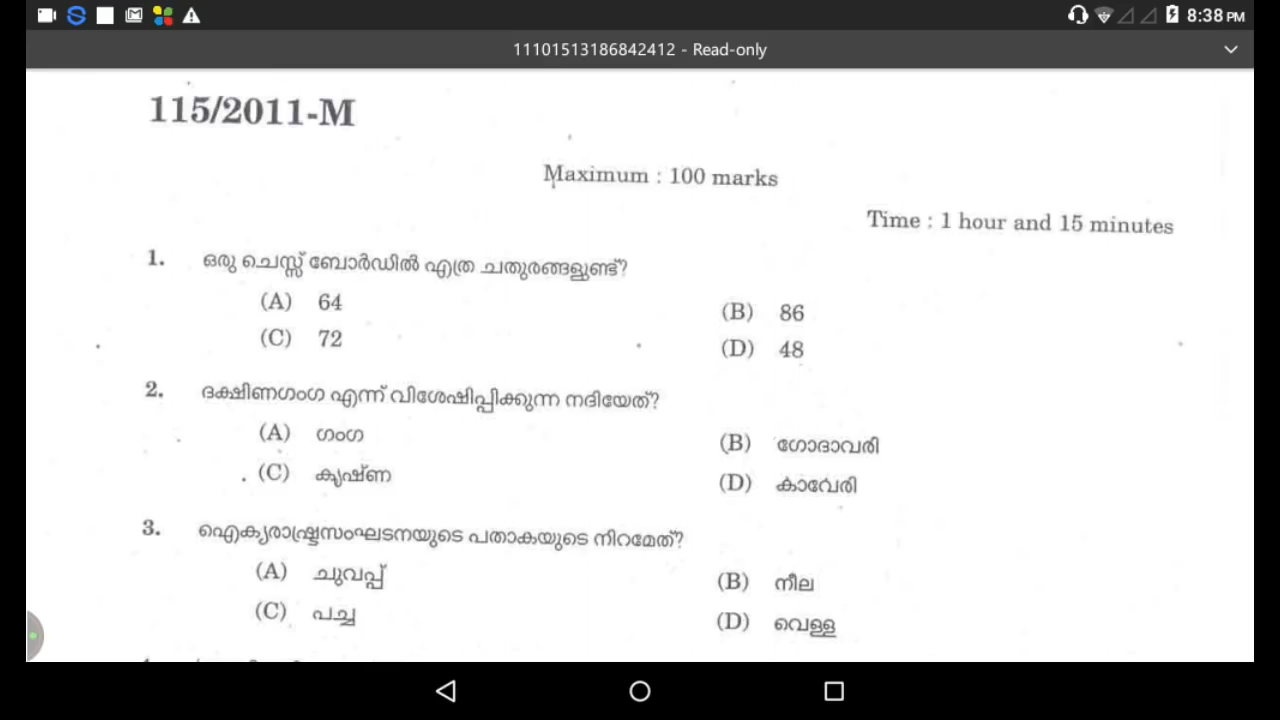 8:38 PM
11101513186842412 - Read-only
115/2011-M
Maximum : 100 marks
Time : 1 hour and 15 minutes
1. ഒരു ചെസ്സ് ബോർഡിൽ എത്ര ചതുരങ്ങളുണ്ട്?
(A) 64 (B) 86
(C) 72 (D) 48
2. ദക്ഷിണഗംഗ എന്ന് വിശേഷിപ്പിക്കുന്ന നദിയേത്?
(A) ഗംഗ (B) ഗോദാവരി
(C) കൃഷ്ണ (D) കാവേരി
3. ഐക്യരാഷ്ട്രസംഘടനയുടെ പതാകയുടെ നിറമേത്?
(A) ചുവപ്പ് (B) നീല
(C) പച്ച (D) വെള്ള